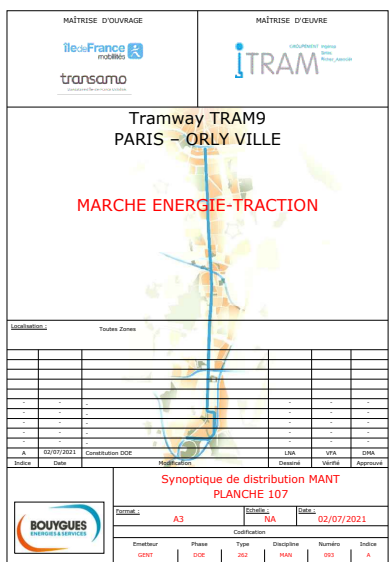 MAÎTRISE D'OUVRAGE
MAÎTRISE D'ŒUVRE
îledeFrance
mobilités
transamo
iTRAM
GROUPEMENT Ingérop
Tramway TRAM9
PARIS – ORLY VILLE
MARCHE ENERGIE-TRACTION
Localisation :
Toutes Zones
- - - - - -
- - - - - -
- - - - - -
- - - - - -
- - - - - -
A 02/07/2021 Constitution DOE LNA VFA DMA
Indice Date Modification Dessiné Vérifié Approuvé
Synoptique de distribution MANT
PLANCHE 107
Format : Echelle : Date :
A3 NA 02/07/2021
Codification
Emetteur Phase Type Discipline Numéro Indice
GENT DOE 262 MAN 093 A
BOUYGUES
ENERGIES & SERVICES